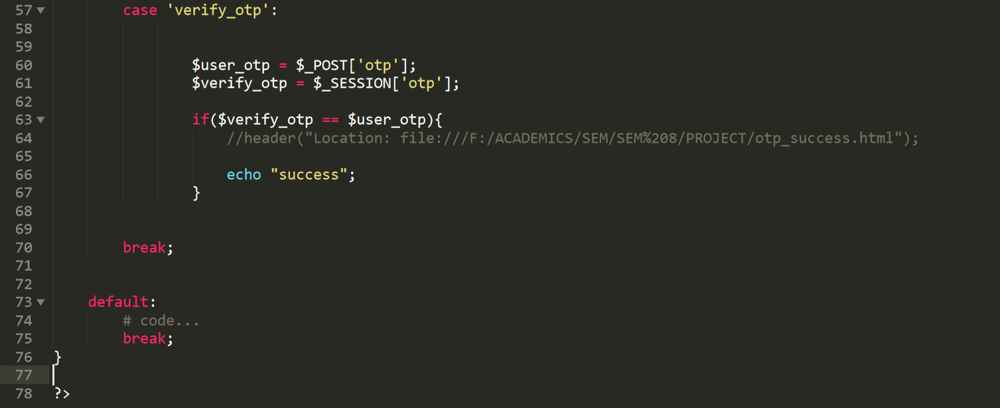 57 case 'verify_otp':
58
59
60 $user_otp = $_POST['otp'];
61 $verify_otp = $_SESSION['otp'];
62
63 if($verify_otp == $user_otp){
64 //header("Location: file:///F:/ACADEMICS/SEM/SEM%208/PROJECT/otp_success.html");
65
66 echo "success";
67 }
68
69
70 break;
71
72
73 default:
74 # code...
75 break;
76 }
77
78 ?>